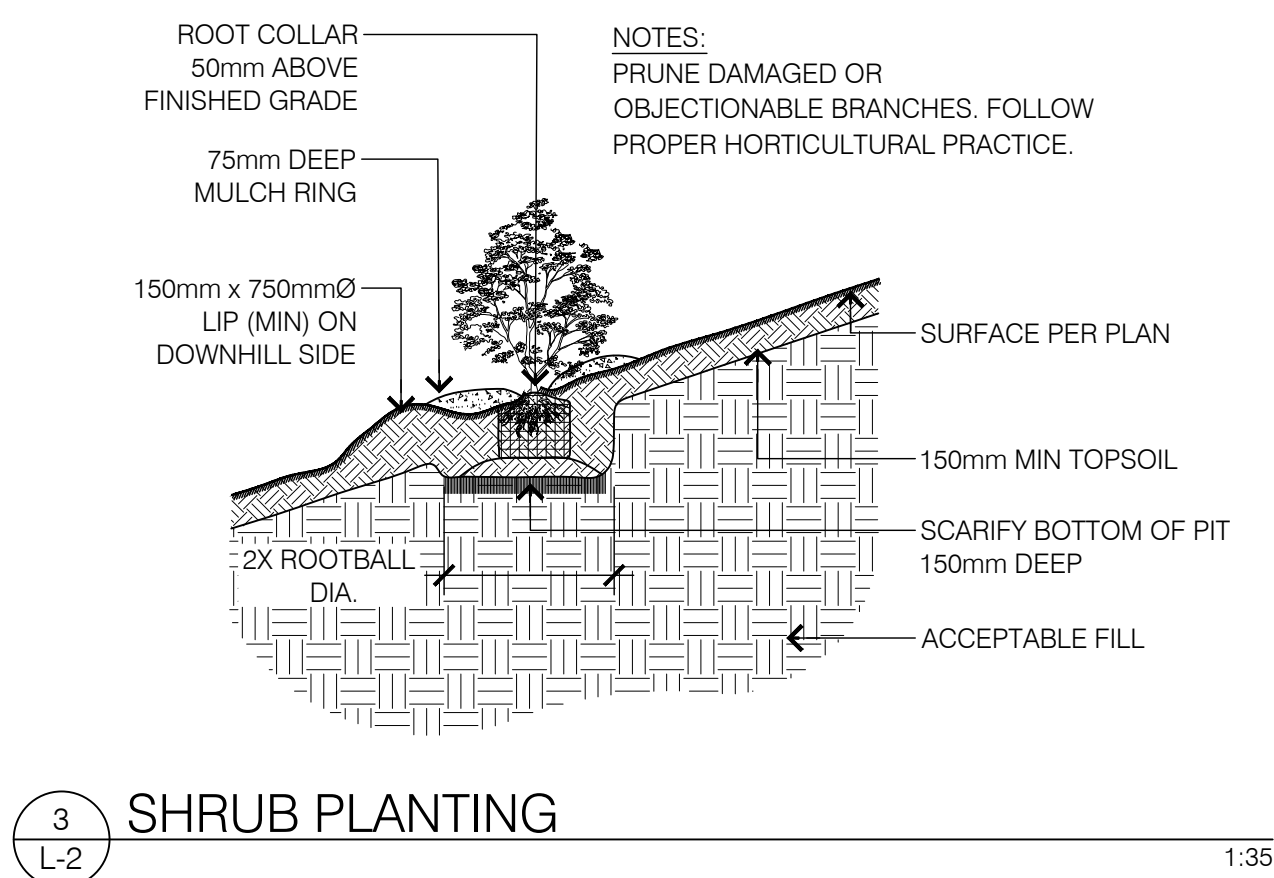 ROOT COLLAR
50mm ABOVE
FINISHED GRADE
NOTES:
PRUNE DAMAGED OR
OBJECTIONABLE BRANCHES. FOLLOW
PROPER HORTICULTURAL PRACTICE.
75mm DEEP
MULCH RING
150mm x 750mmØ
LIP (MIN) ON
DOWNHILL SIDE
SURFACE PER PLAN
150mm MIN TOPSOIL
SCARIFY BOTTOM OF PIT
150mm DEEP
2X ROOTBALL
DIA.
ACCEPTABLE FILL
3
L-2
SHRUB PLANTING
1:35